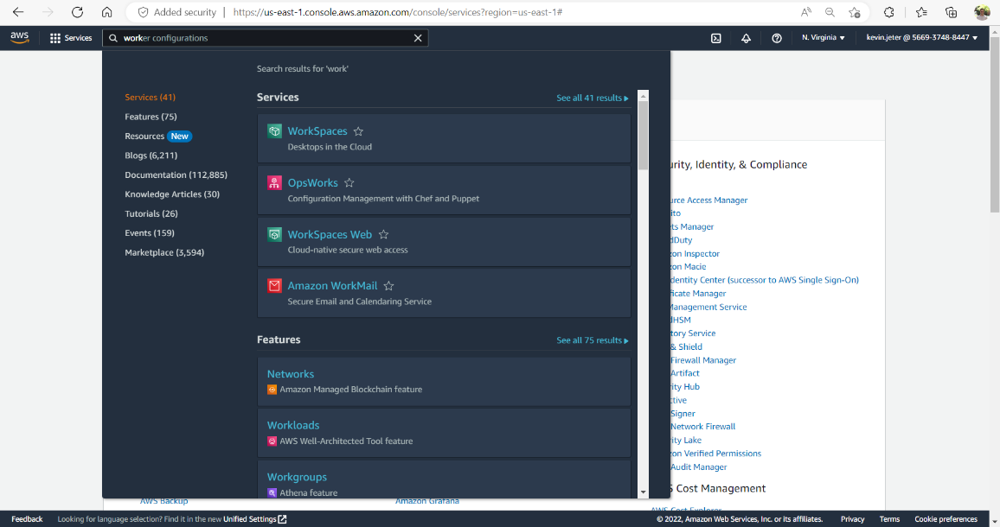 Added security
https://us-east-1.console.aws.amazon.com/console/services?region=us-east-1#
aws
Services
worker configurations
N. Virginia
kevin.jeter @ 5669-3748-8447
Search results for 'work'
Services (41)
Features (75)
Resources New
Blogs (6,211)
Documentation (112,885)
Knowledge Articles (30)
Tutorials (26)
Events (159)
Marketplace (3,594)
Services
See all 41 results
WorkSpaces
Desktops in the Cloud
OpsWorks
Configuration Management with Chef and Puppet
WorkSpaces Web
Cloud-native secure web access
Amazon WorkMail
Secure Email and Calendaring Service
Features
See all 75 results
Networks
Amazon Managed Blockchain feature
Workloads
AWS Well-Architected Tool feature
Workgroups
Athena feature
urity, Identity, & Compliance
urce Access Manager
ito
ets Manager
dDuty
zon Inspector
zon Macie
dentity Center (successor to AWS Single Sign-On)
ficate Manager
Management Service
dHSM
tory Service
& Shield
Firewall Manager
Artifact
rity Hub
ctive
Signer
Network Firewall
rity Lake
zon Verified Permissions
Audit Manager
S Cost Management
AWS Cost Explorer
AWS Backup
Amazon Grafana
Feedback
Looking for language selection? Find it in the new Unified Settings
© 2022, Amazon Web Services, Inc. or its affiliates.
Privacy
Terms
Cookie preferences